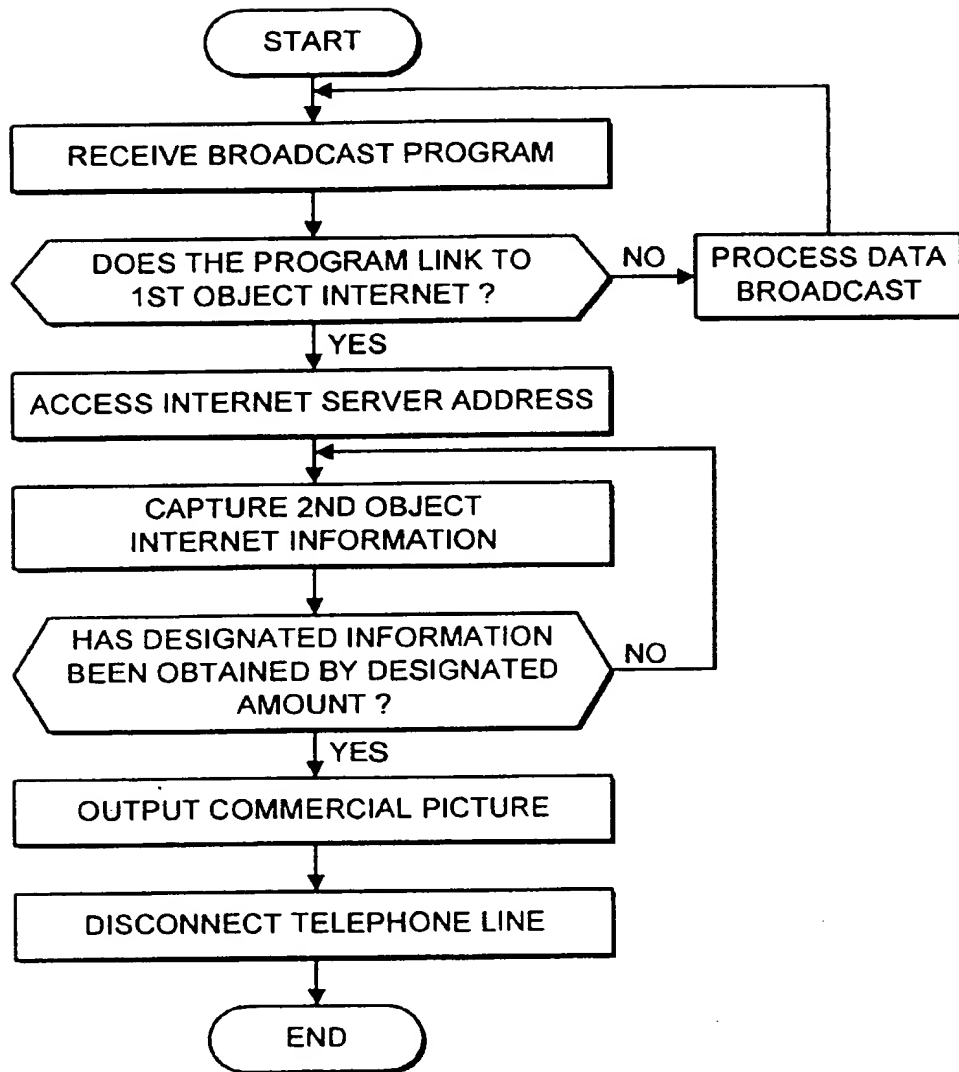 START
RECEIVE BROADCAST PROGRAM
DOES THE PROGRAM LINK TO
1ST OBJECT INTERNET ?
NO
PROCESS DATA
BROADCAST
YES
ACCESS INTERNET SERVER ADDRESS
CAPTURE 2ND OBJECT
INTERNET INFORMATION
HAS DESIGNATED INFORMATION
BEEN OBTAINED BY DESIGNATED
AMOUNT ?
NO
YES
OUTPUT COMMERCIAL PICTURE
DISCONNECT TELEPHONE LINE
END